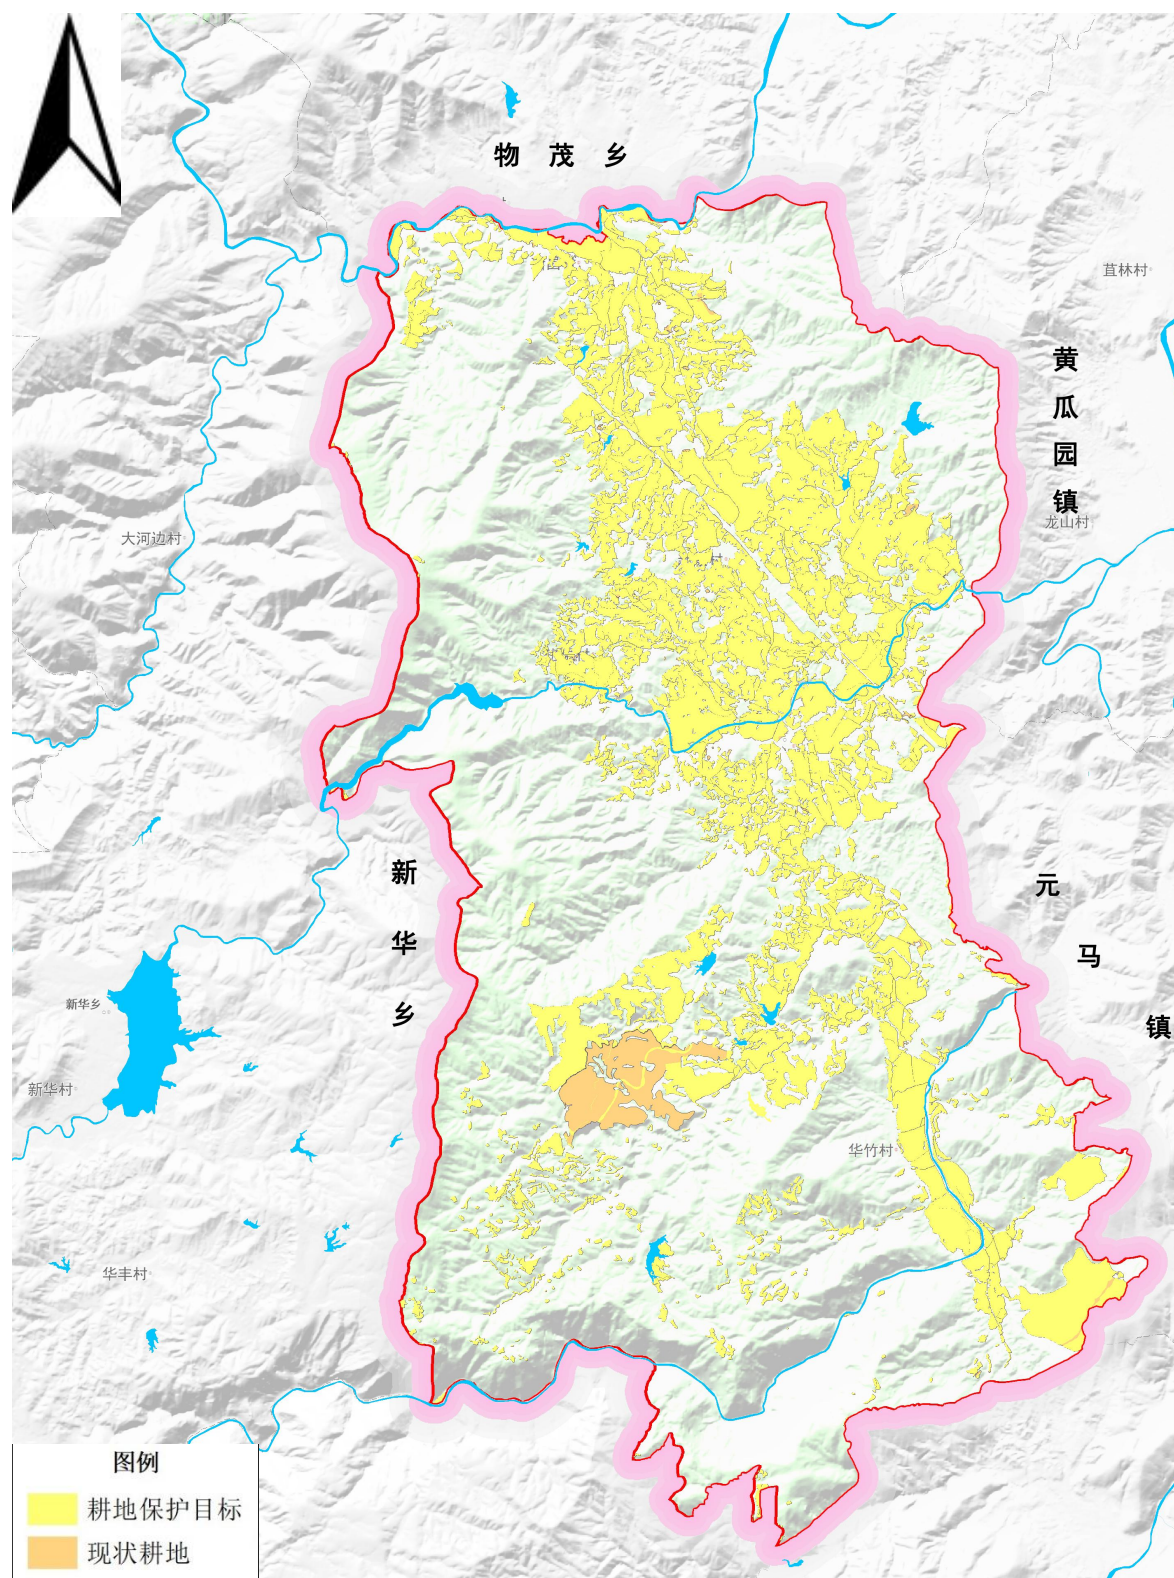 物茂乡
苴林村
黄瓜园镇
龙山村
大河边村
新华乡
元马镇
新华乡
新华村
华竹村
华丰村
图例
耕地保护目标
现状耕地